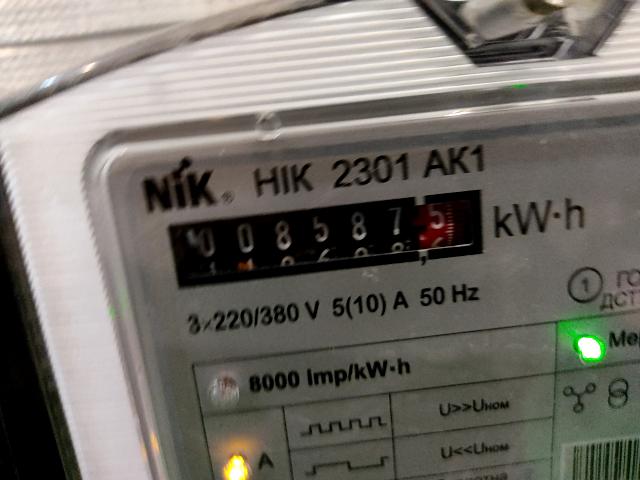 NiK® НІК 2301 АК1
0 0 8 5 8 7 5 kW·h
3×220/380 V 5(10) A 50 Hz
1
8000 Imp/kW·h
A
U>>Uном
U<<Uном